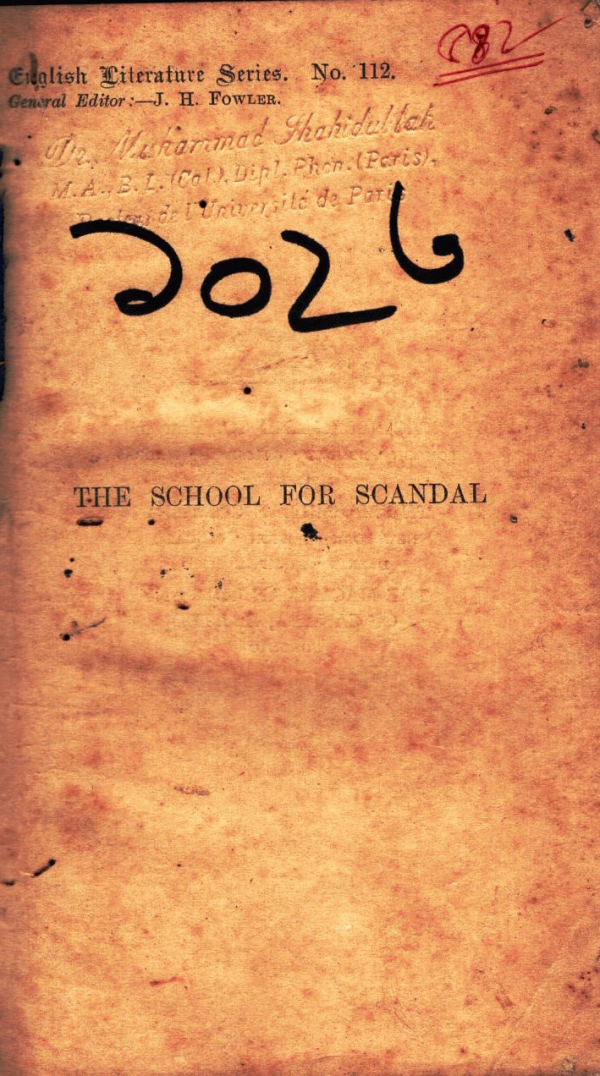 English Literature Series. No. 112.
General Editor:—J. H. FOWLER.
Dr. Muhammad Shahidullah
M.A., B.L. (Cal.), Dipl. Phon. (Paris),
de l'Université de Paris
১০২৬
THE SCHOOL FOR SCANDAL